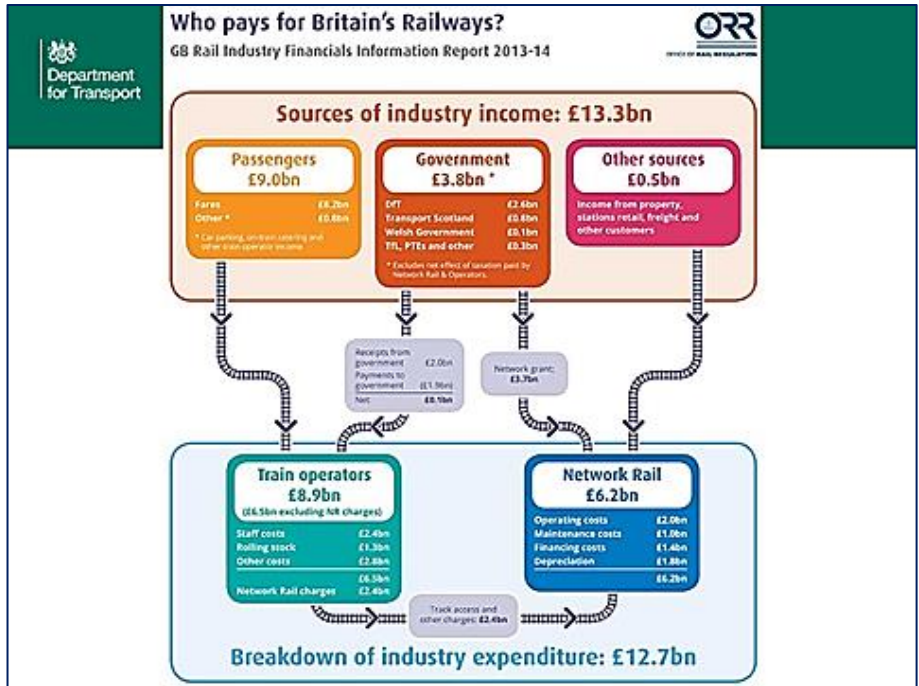 Department
for Transport
Who pays for Britain's Railways?
GB Rail Industry Financials Information Report 2013-14
ORR
OFFICE OF RAIL REGULATION
Sources of industry income: £13.3bn
Passengers
£9.0bn
Fares £8.2bn
Other * £0.8bn
* Car parking, on-train catering and
other train operator income
Government
£3.8bn *
DfT £2.6bn
Transport Scotland £0.8bn
Welsh Government £0.1bn
TfL, PTEs and other £0.3bn
* Excludes net effect of taxation paid by
Network Rail & Operators.
Other sources
£0.5bn
Income from property,
stations retail, freight and
other customers
Receipts from
government £2.0bn
Payments to
government (£1.9bn)
Net £0.1bn
Network grant:
£3.7bn
Train operators
£8.9bn
(£6.5bn excluding NR charges)
Staff costs £2.4bn
Rolling stock £1.3bn
Other costs £2.8bn
£6.5bn
Network Rail charges £2.4bn
Network Rail
£6.2bn
Operating costs £2.0bn
Maintenance costs £1.0bn
Financing costs £1.4bn
Depreciation £1.8bn
£6.2bn
Track access and
other charges: £2.4bn
Breakdown of industry expenditure: £12.7bn